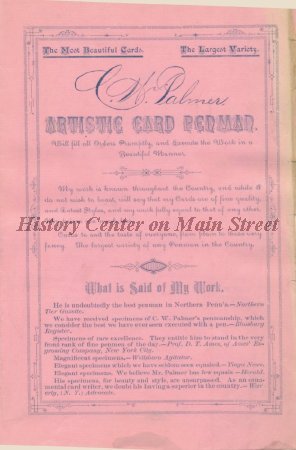 The Most Beautiful Cards. The Largest Variety.
C. W. Palmer,
ARTISTIC CARD PENMAN,
Will fill all Orders Promptly, and Execute the Work in a
Beautiful Manner.
My work is known throughout the Country, and while I
do not wish to boast, will say that my Cards are of fine quality,
and Latest Styles, and my work fully equal to that of any other
History Center on Main Street
Cards to suit the taste of everyone, from plain to those very
fancy. The largest variety of any Penman in the Country.
What is Said of My Work.
He is undoubtedly the best penman in Northern Penn'a.—Northern
Tier Gazette.
We have received specimens of C. W. Palmer's penmanship, which
we consider the best we have ever seen executed with a pen.—Blossburg
Register.
Specimens of rare excellence. They entitle him to stand in the very
front rank of fine penmen of the day.—Prof. D. T. Ames, of Ames' En-
grossing Company, New York City.
Magnificent specimens.—Wellsboro Agitator.
Elegant specimens which we have seldom seen equaled.—Troga News.
Elegant specimens. We believe Mr. Palmer has few equals—Herald.
His specimens, for beauty and style, are unsurpassed. As an orna-
mental card writer, we doubt his having a superior in the country.—
(N. Y.) Advocate.